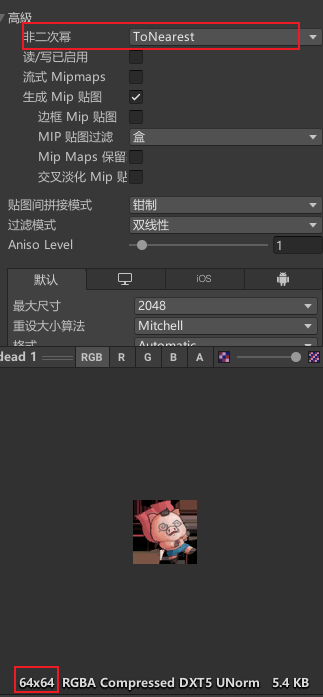 高級
非二次幂 ToNearest
读/写已启用
流式 Mipmaps
生成 Mip 贴图
边框 Mip 贴图
MIP 贴图过滤 盒
Mip Maps 保留
交叉淡化 Mip 贴
贴图间拼接模式 钳制
过滤模式 双线性
Aniso Level 1
默认 iOS
最大尺寸 2048
重设大小算法 Mitchell
格式 Automatic
dead 1 RGB R G B A
64x64 RGBA Compressed DXT5 UNorm 5.4 KB